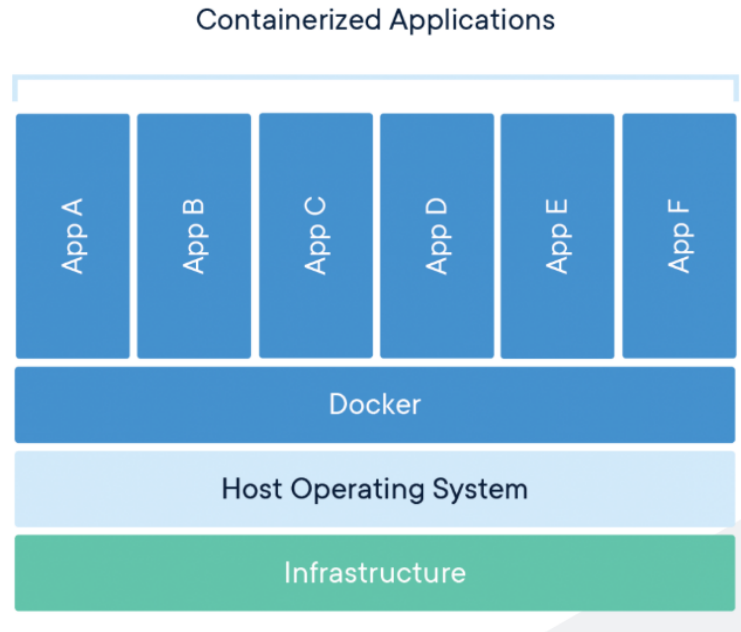 Containerized Applications
App A
App B
App C
App D
App E
App F
Docker
Host Operating System
Infrastructure